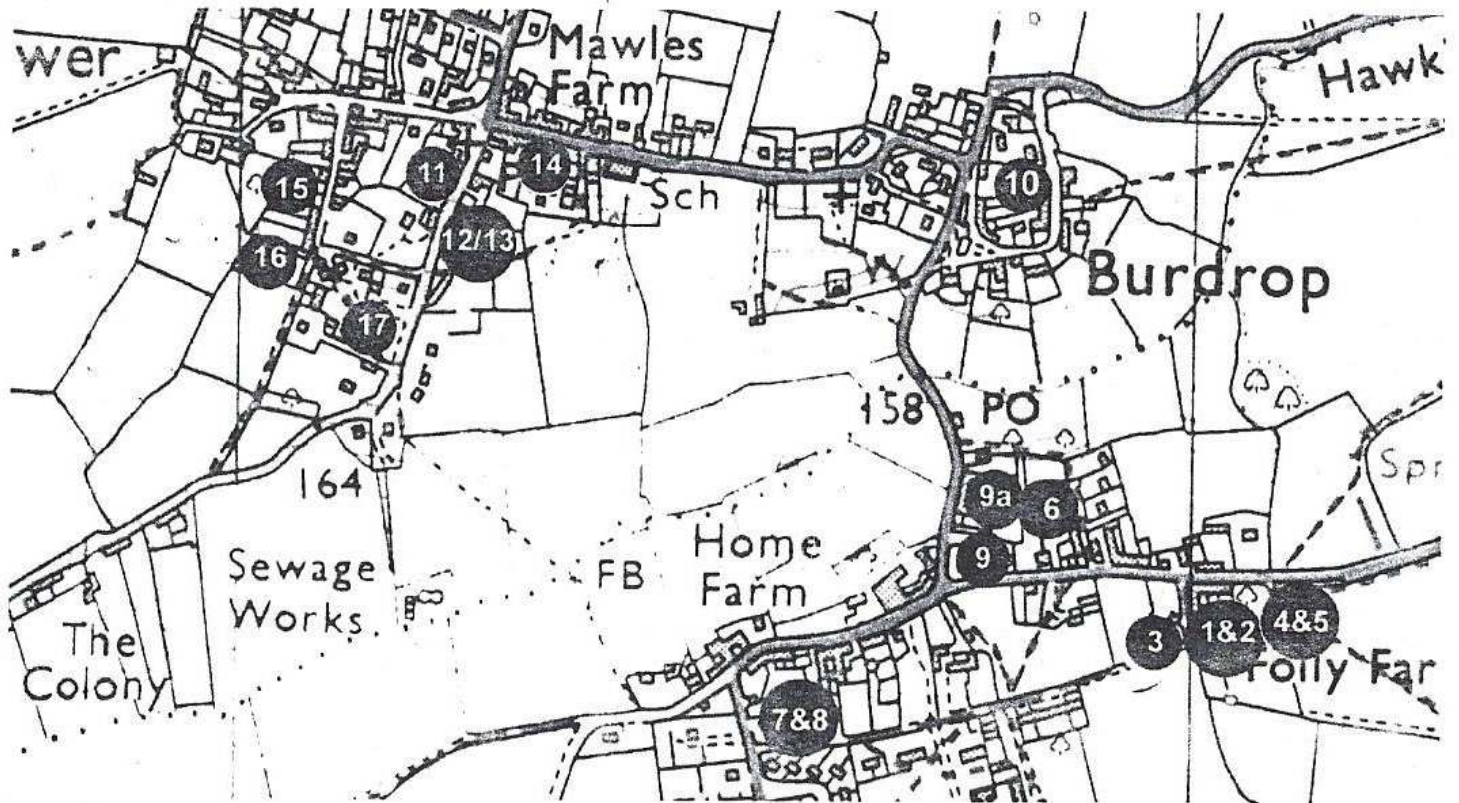 wer
Mawles
Farm
Hawk
15
11
14
Sch
10
12/13
16
Burdrop
17
158
PO
164
9a
6
Spr
Home
Farm
9
Sewage
Works
FB
The
Colony
3
1&2
4&5
Folly Far
7&8